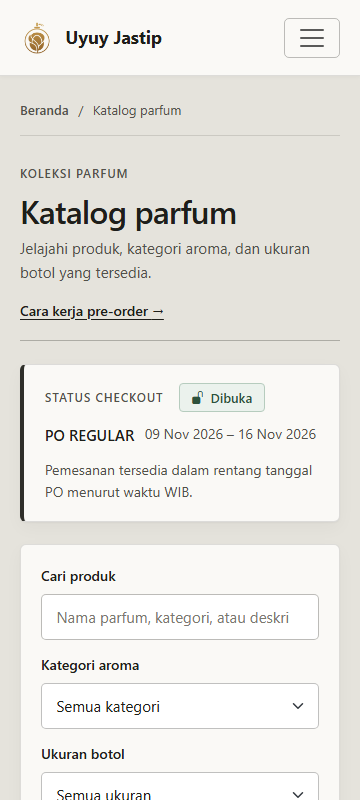 Uyuy Jastip
Beranda / Katalog parfum
KOLEKSI PARFUM
Katalog parfum
Jelajahi produk, kategori aroma, dan ukuran
botol yang tersedia.
Cara kerja pre-order →
STATUS CHECKOUT
Dibuka
PO REGULAR 09 Nov 2026 – 16 Nov 2026
Pemesanan tersedia dalam rentang tanggal
PO menurut waktu WIB.
Cari produk
Nama parfum, kategori, atau deskri
Kategori aroma
Semua kategori
Ukuran botol
Semua ukuran